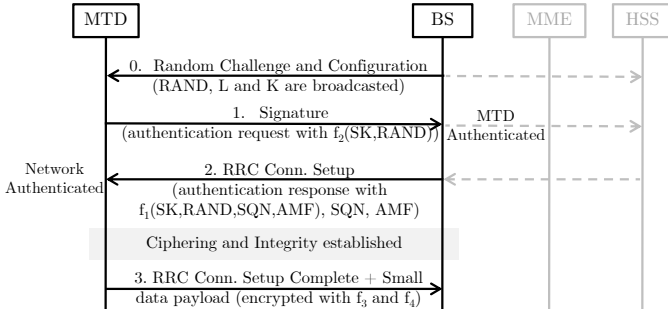 MTD BS MME HSS
0. Random Challenge and Configuration
(RAND, L and K are broadcasted)
1. Signature
(authentication request with f₂(SK,RAND))
MTD
Authenticated
Network
Authenticated
2. RRC Conn. Setup
(authentication response with
f₁(SK,RAND,SQN,AMF), SQN, AMF)
Ciphering and Integrity established
3. RRC Conn. Setup Complete + Small
data payload (encrypted with f₃ and f₄)